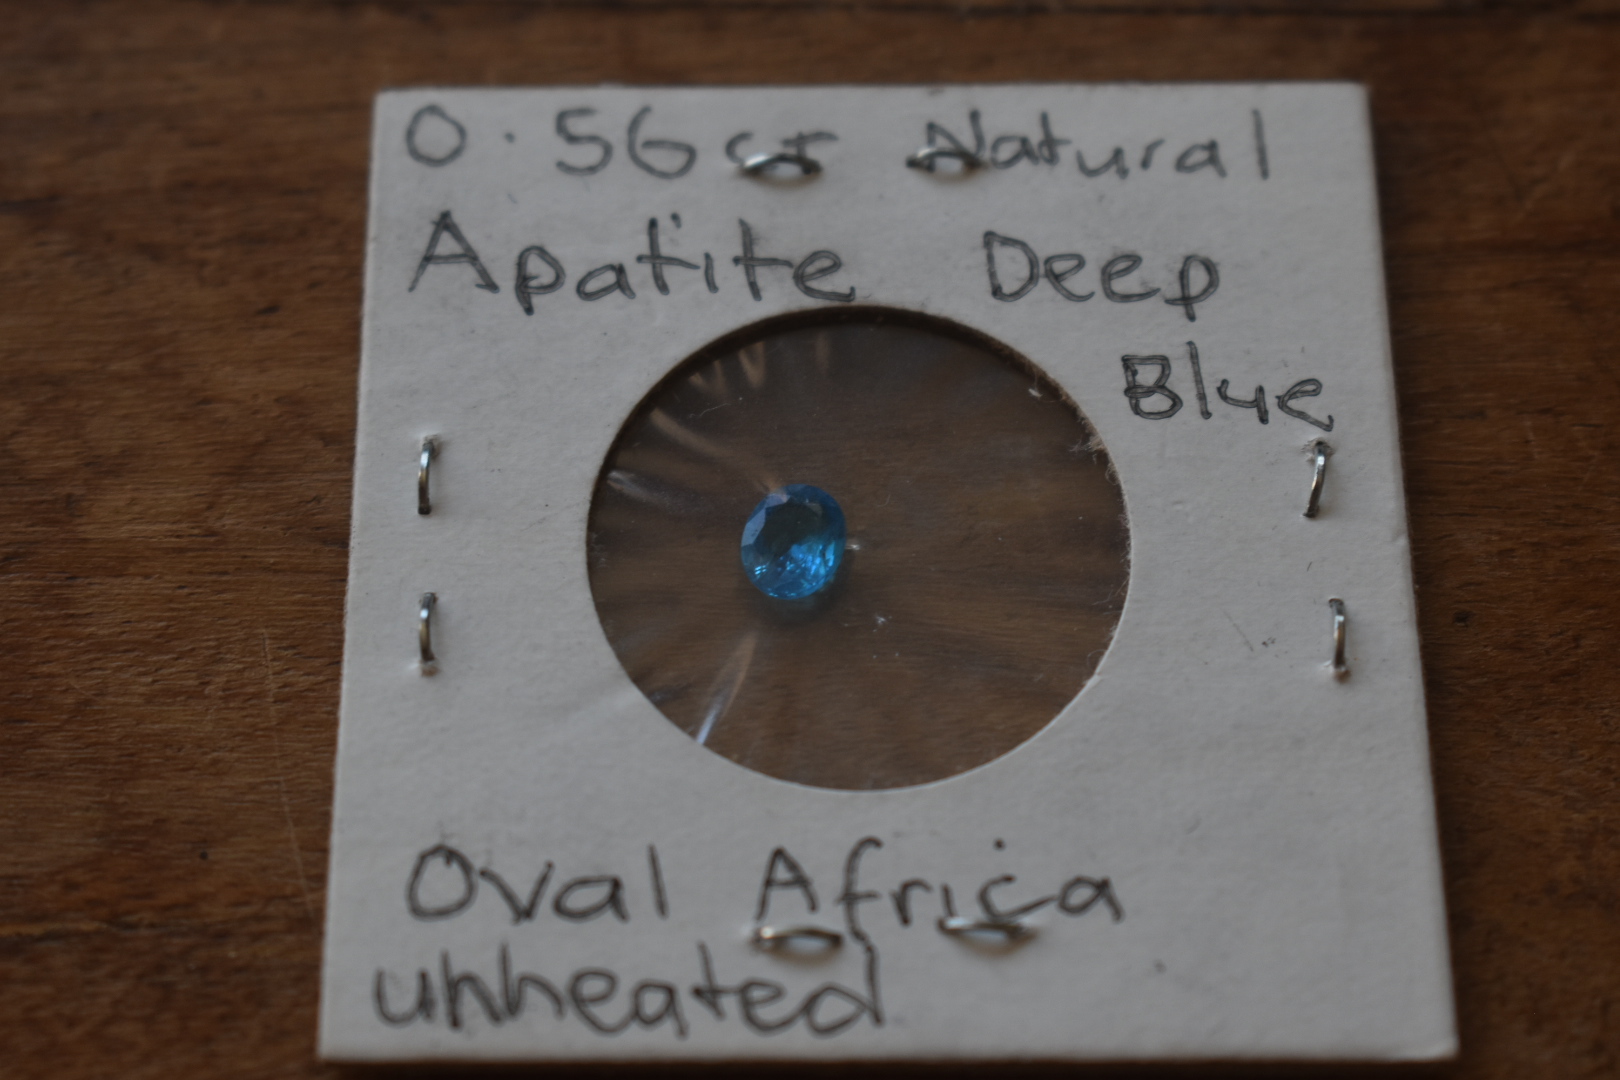 0.56ct Natural
Apatite Deep
Blue
Oval Africa
unheated